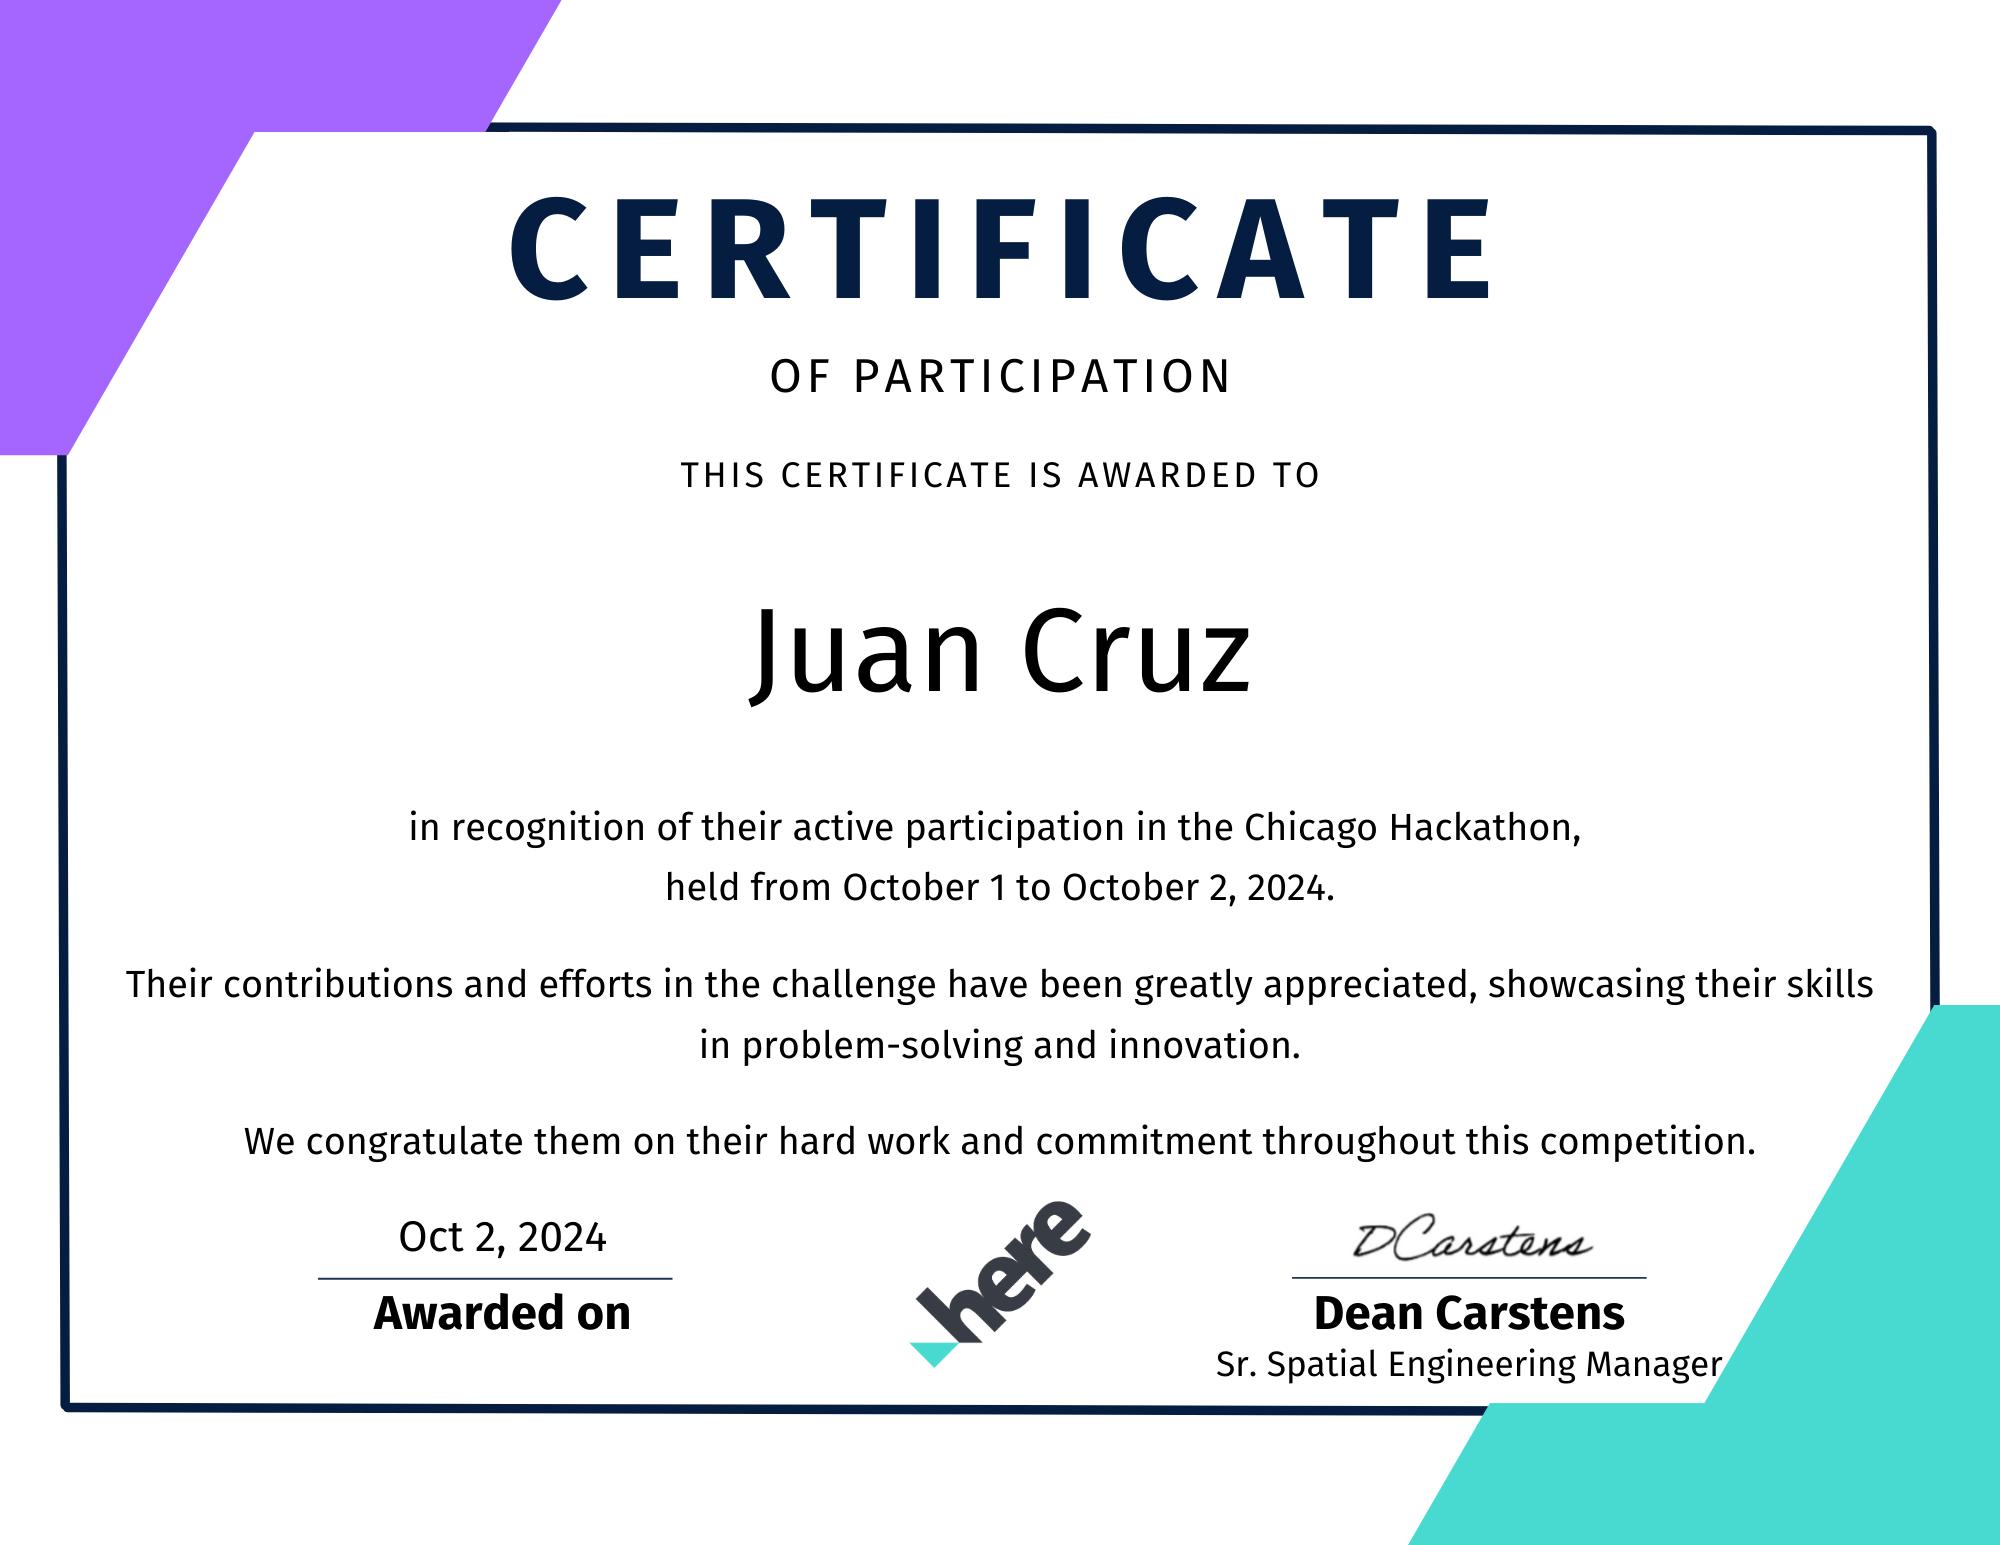 CERTIFICATE
OF PARTICIPATION
THIS CERTIFICATE IS AWARDED TO
Juan Cruz
in recognition of their active participation in the Chicago Hackathon,
held from October 1 to October 2, 2024.
Their contributions and efforts in the challenge have been greatly appreciated, showcasing their skills
in problem-solving and innovation.
We congratulate them on their hard work and commitment throughout this competition.
Oct 2, 2024
Awarded on
here
DCarstens
Dean Carstens
Sr. Spatial Engineering Manager